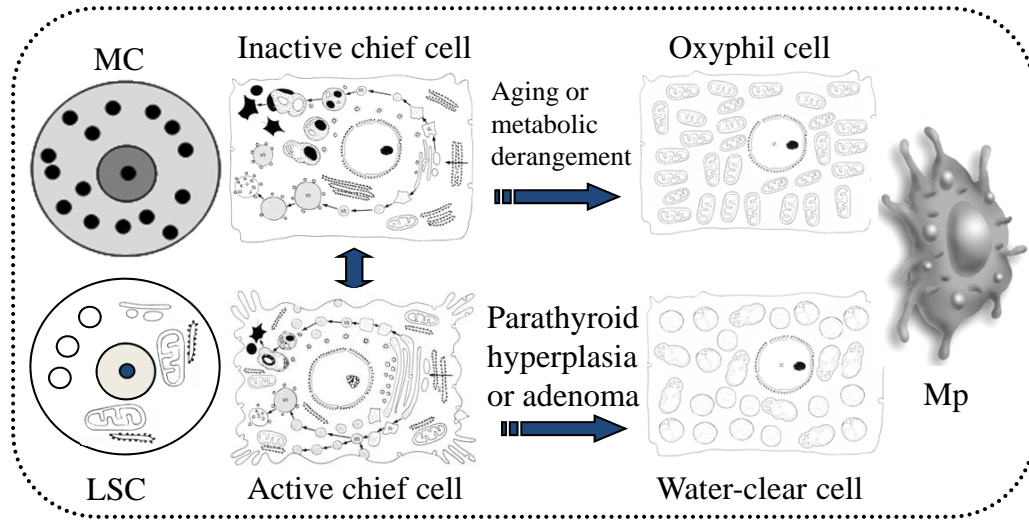 MC
Inactive chief cell
Oxyphil cell
Aging or
metabolic
derangement
Parathyroid
hyperplasia
or adenoma
Mp
LSC
Active chief cell
Water-clear cell